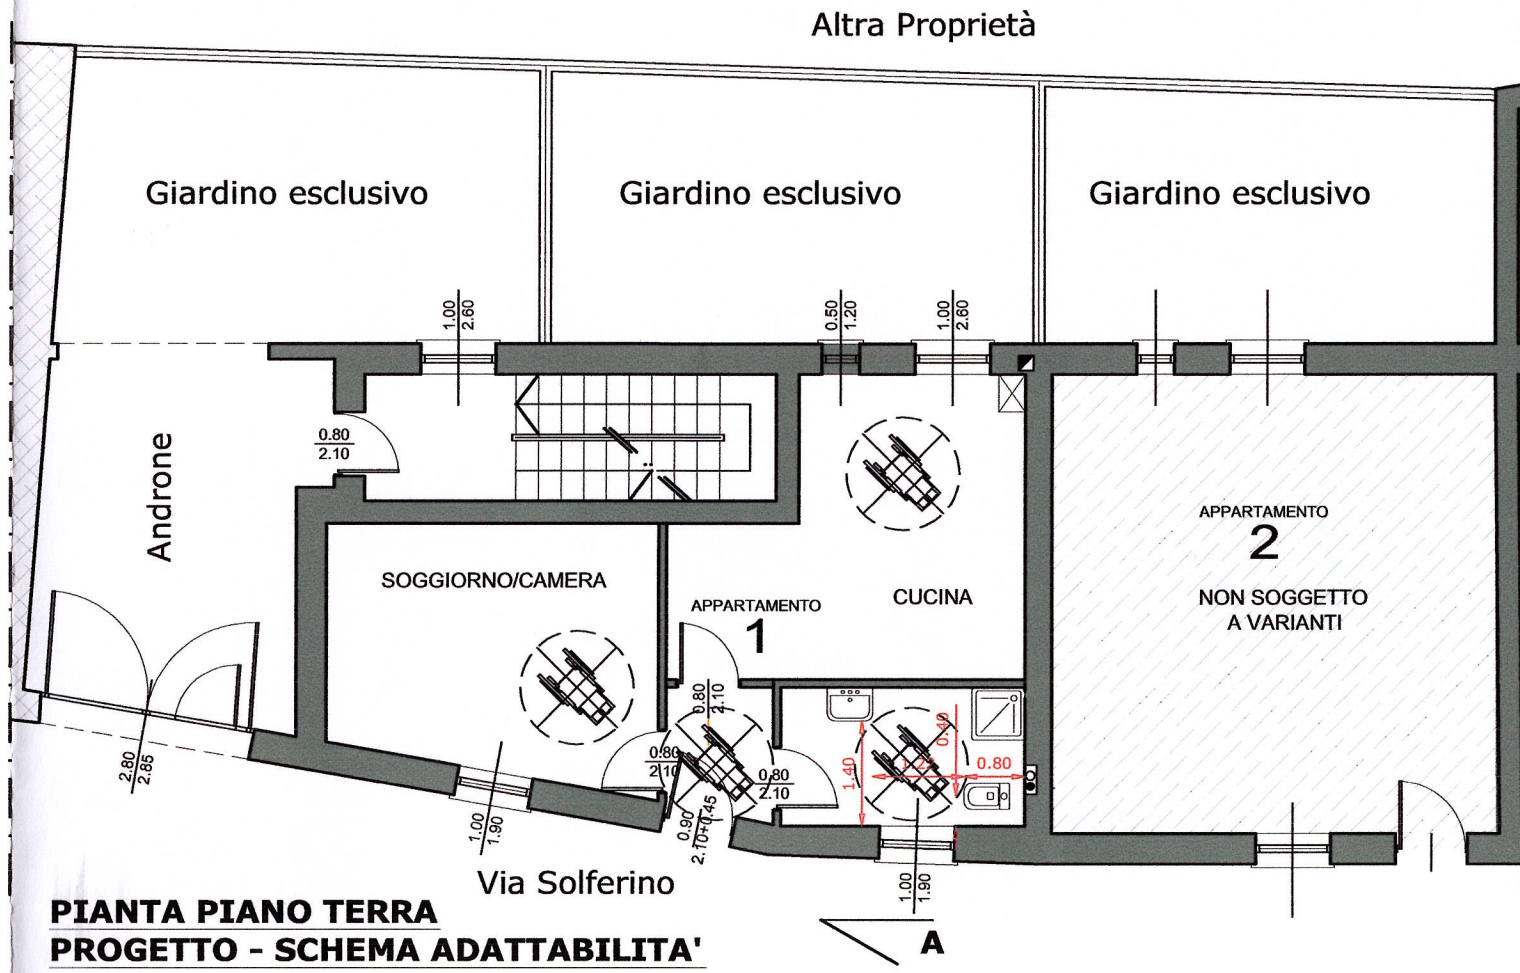 Altra Proprietà
Giardino esclusivo
Giardino esclusivo
Giardino esclusivo
1.00
2.60
0.50
1.20
1.00
2.60
0.80
2.10
Androne
SOGGIORNO/CAMERA
APPARTAMENTO
1
CUCINA
APPARTAMENTO
2
NON SOGGETTO
A VARIANTI
0.80
2.10
0.80
2.10
0.80
2.10
1.40
0.40
0.80
2.80
2.85
1.00
1.90
0.90
2.10+0.45
1.00
1.90
Via Solferino
A
PIANTA PIANO TERRA
PROGETTO - SCHEMA ADATTABILITA'